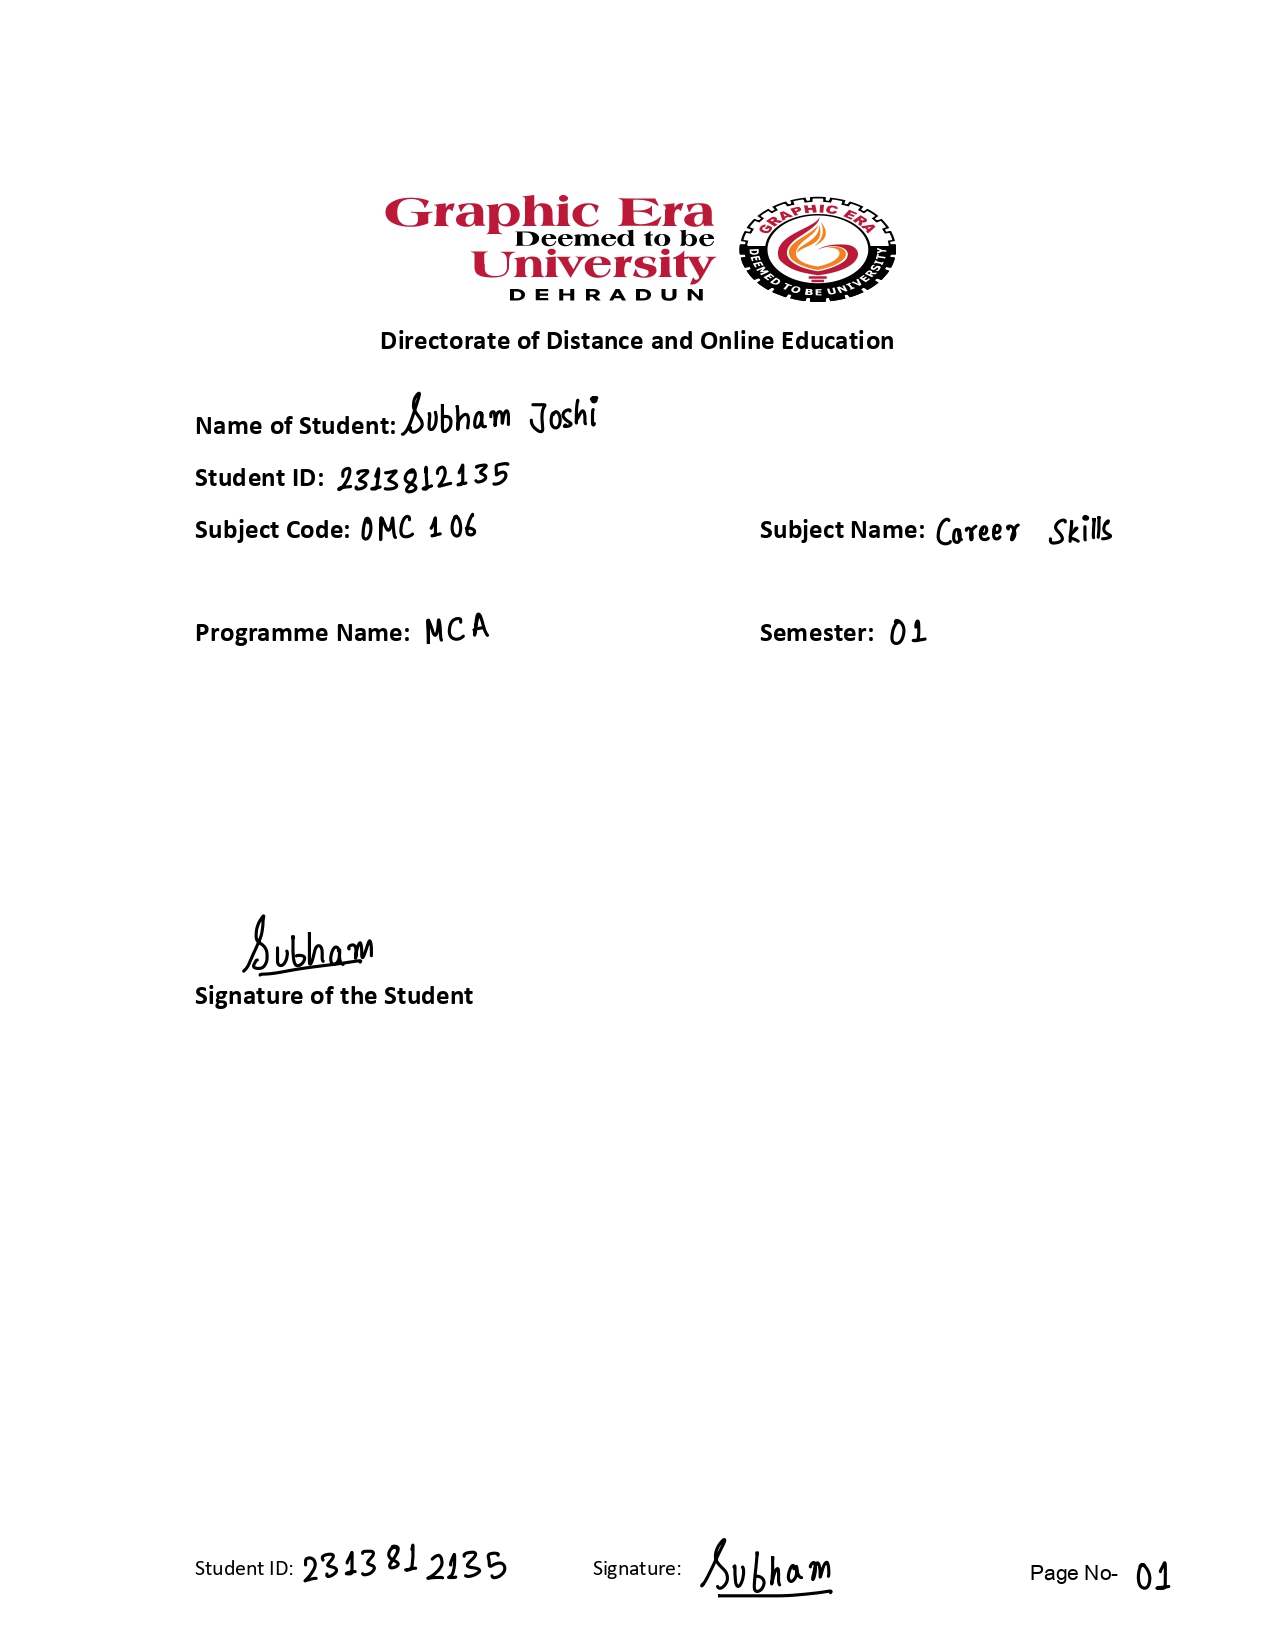 Graphic Era
Deemed to be
University
DEHRADUN
GRAPHIC ERA
DEEMED TO BE UNIVERSITY
Directorate of Distance and Online Education
Name of Student: Subham Joshi
Student ID: 2313812135
Subject Code: OMC 106 Subject Name: Career Skills
Programme Name: MCA Semester: 01
Subham
Signature of the Student
Student ID: 2313812135 Signature: Subham Page No- 01